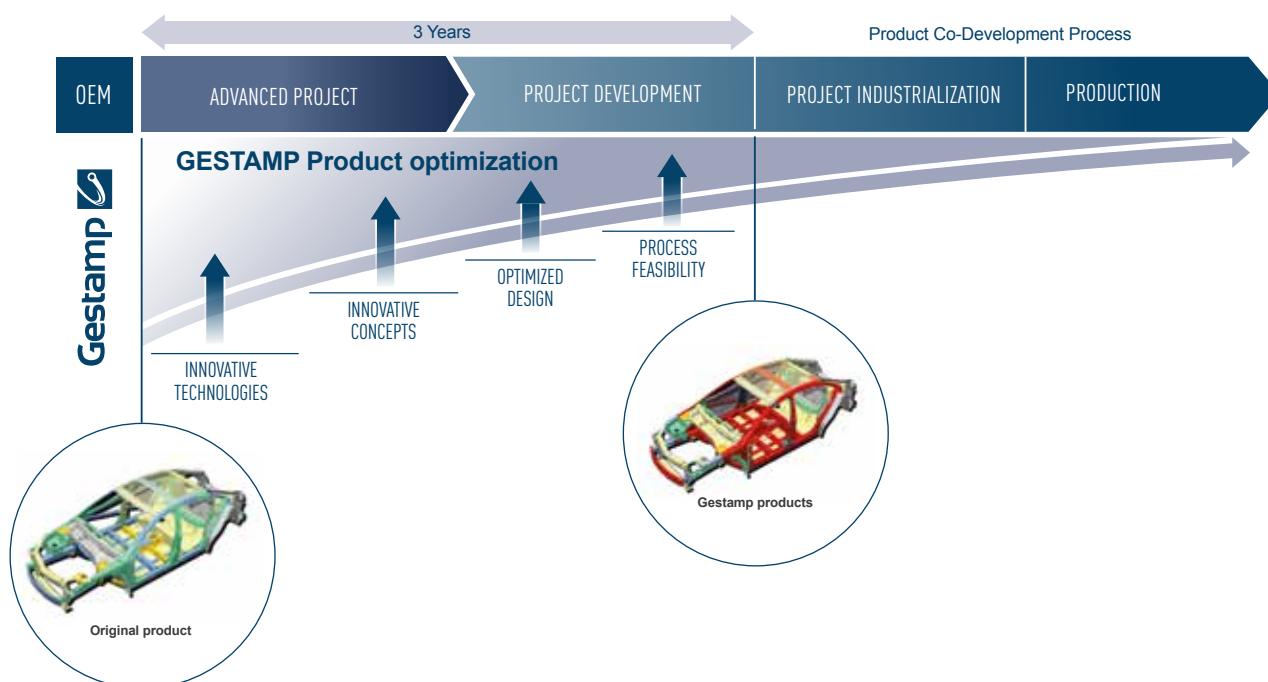 3 Years
Product Co-Development Process
OEM
ADVANCED PROJECT
PROJECT DEVELOPMENT
PROJECT INDUSTRIALIZATION
PRODUCTION
Gestamp
GESTAMP Product optimization
PROCESS
FEASIBILITY
OPTIMIZED
DESIGN
INNOVATIVE
CONCEPTS
INNOVATIVE
TECHNOLOGIES
Gestamp products
Original product